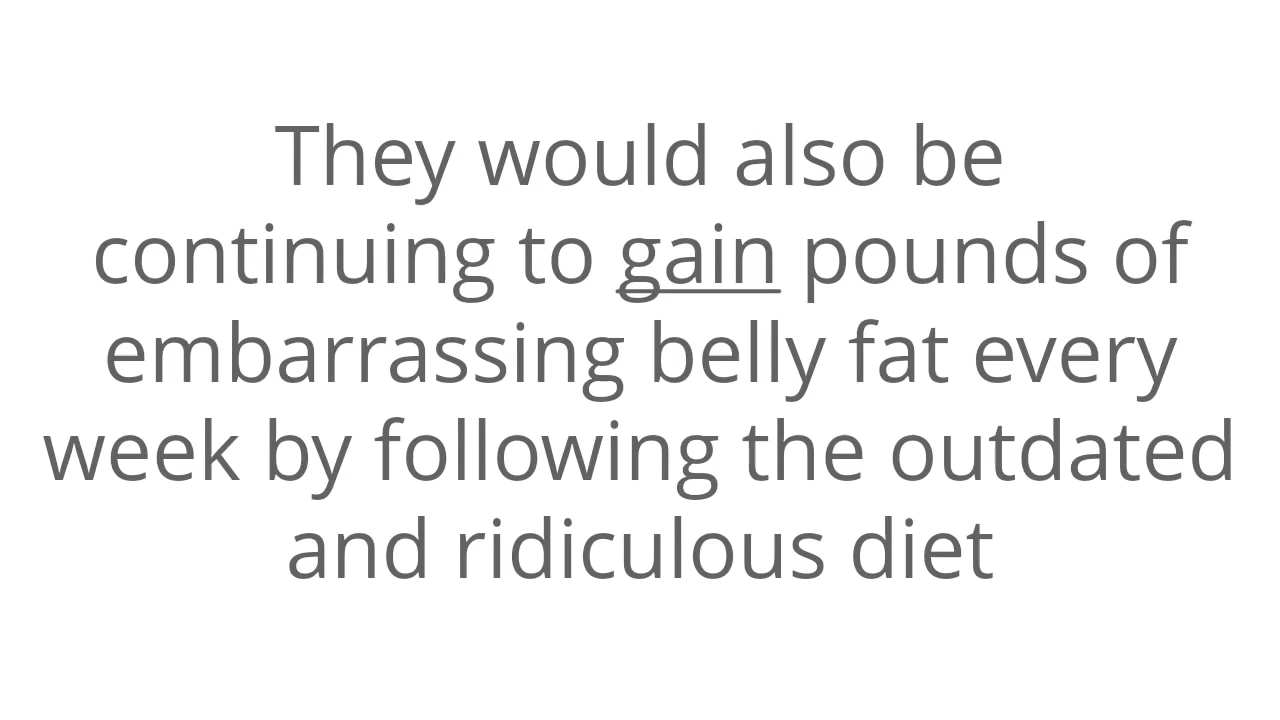 They would also be
continuing to gain pounds of
embarrassing belly fat every
week by following the outdated
and ridiculous diet